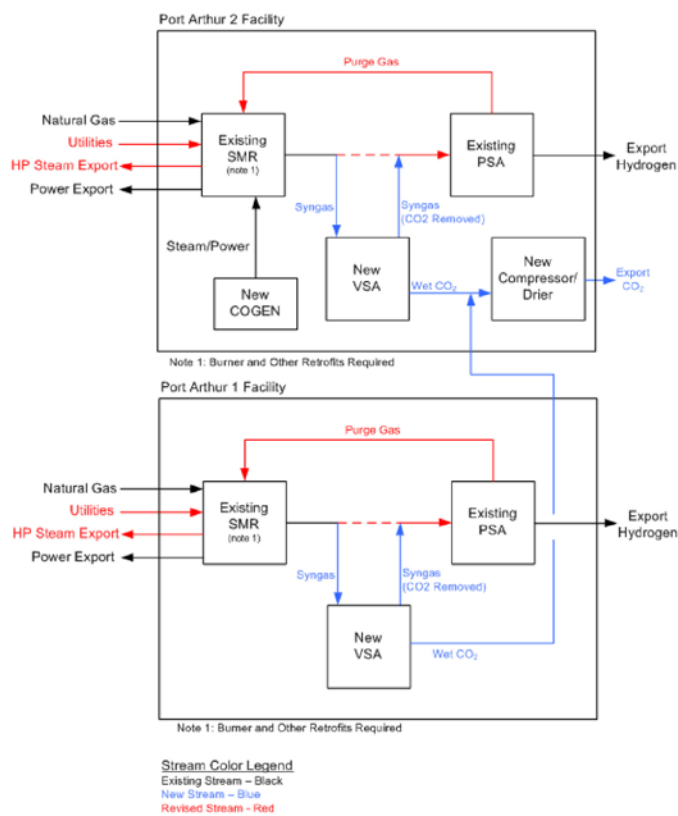 Port Arthur 2 Facility
Purge Gas
Natural Gas
Utilities
HP Steam Export
Power Export
Existing
SMR
(note 1)
Existing
PSA
Export
Hydrogen
Syngas
Syngas
(CO2 Removed)
Steam/Power
New
COGEN
New
VSA
Wet CO₂
New
Compressor/
Drier
Export
CO₂
Note 1: Burner and Other Retrofits Required
Port Arthur 1 Facility
Purge Gas
Natural Gas
Utilities
HP Steam Export
Power Export
Existing
SMR
(note 1)
Existing
PSA
Export
Hydrogen
Syngas
Syngas
(CO2 Removed)
New
VSA
Wet CO₂
Note 1: Burner and Other Retrofits Required
Stream Color Legend
Existing Stream – Black
New Stream – Blue
Revised Stream - Red